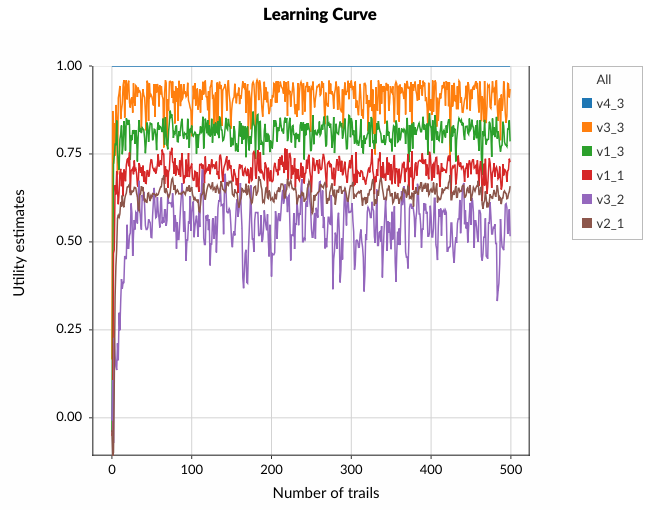 Learning Curve
1.00
0.75
0.50
0.25
0.00
Utility estimates
0 100 200 300 400 500
Number of trails
All
v4_3
v3_3
v1_3
v1_1
v3_2
v2_1